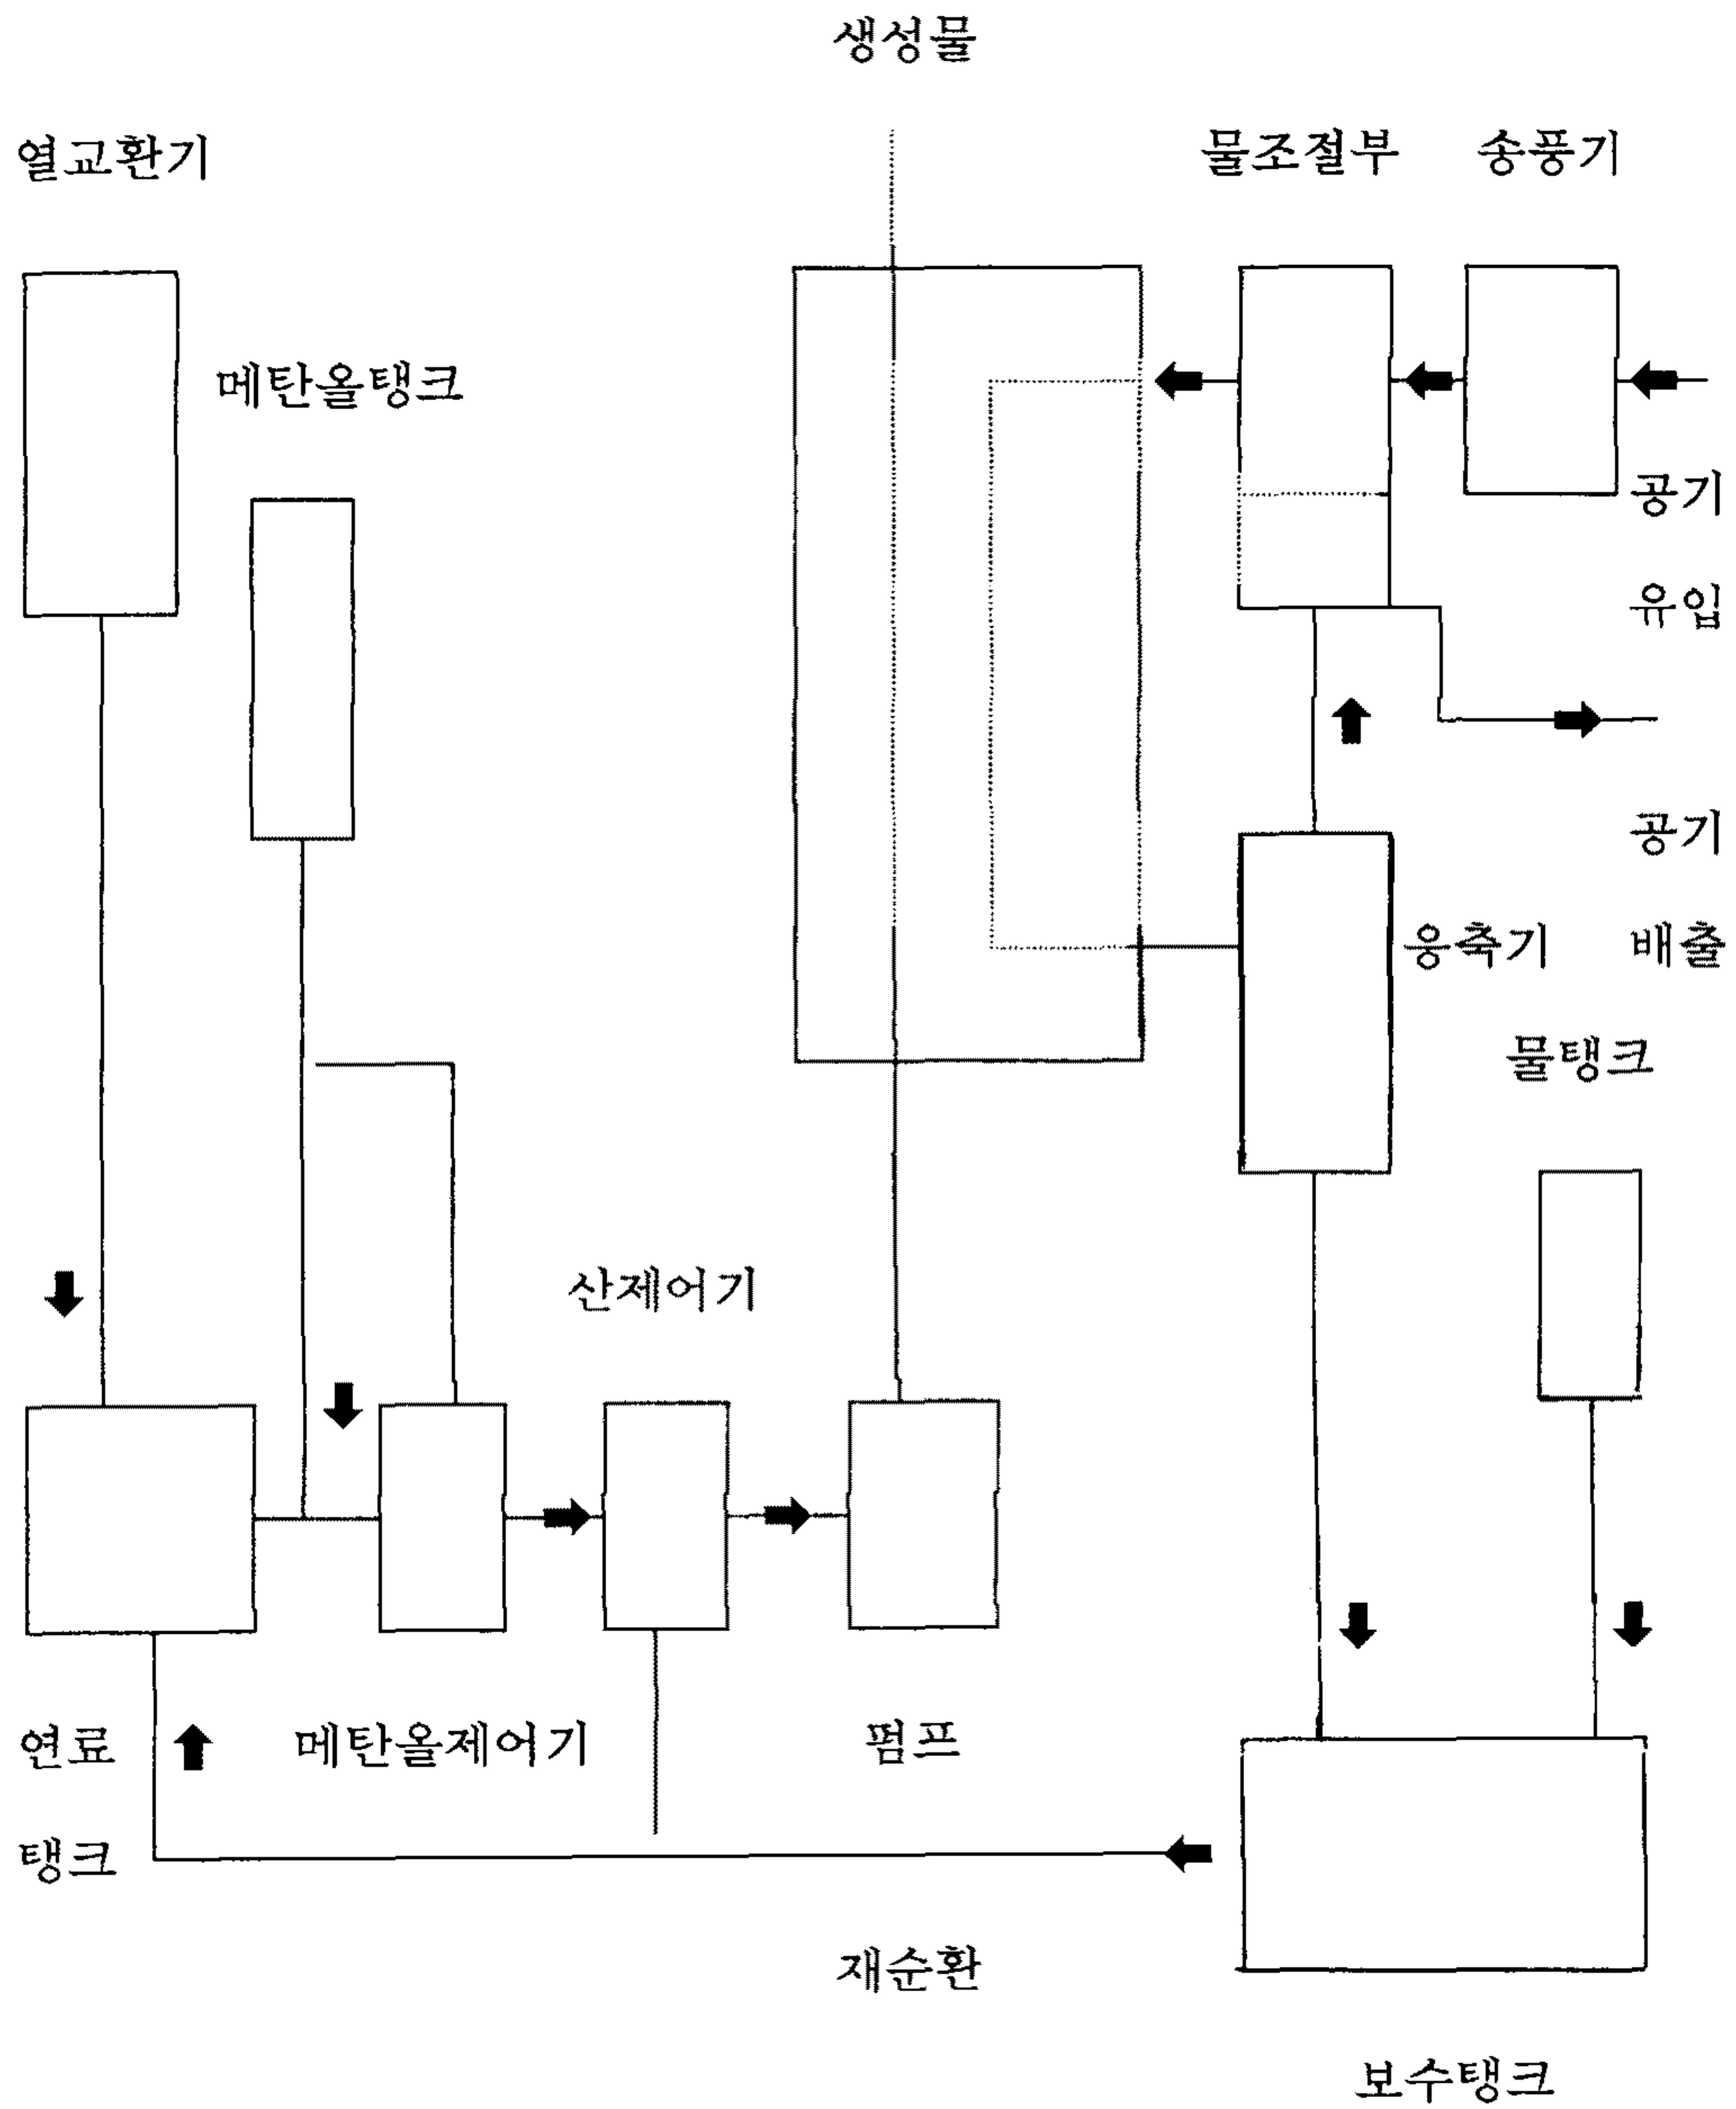 생성물
열교환기
물조절부
송풍기
메탄올탱크
공기
유입
공기
응축기
배출
물탱크
산제어기
연료
메탄올제어기
펌프
탱크
재순환
보수탱크